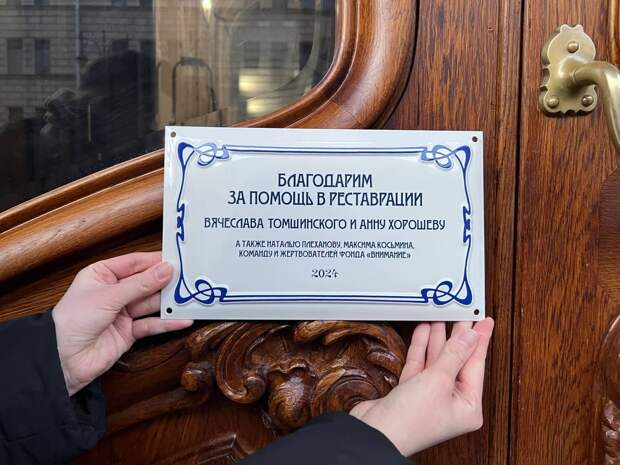 БЛАГОДАРИМ
ЗА ПОМОЩЬ В РЕСТАВРАЦИИ
ВЯЧЕСЛАВА ТОМШИНСКОГО И АННУ ХОРОШЕВУ
А ТАКЖЕ НАТАЛЬЮ ПЛЕХАНОВУ, МАКСИМА КОСЬМИНА,
КОМАНДУ И ЖЕРТВОВАТЕЛЕЙ ФОНДА «ВНИМАНИЕ»
2024